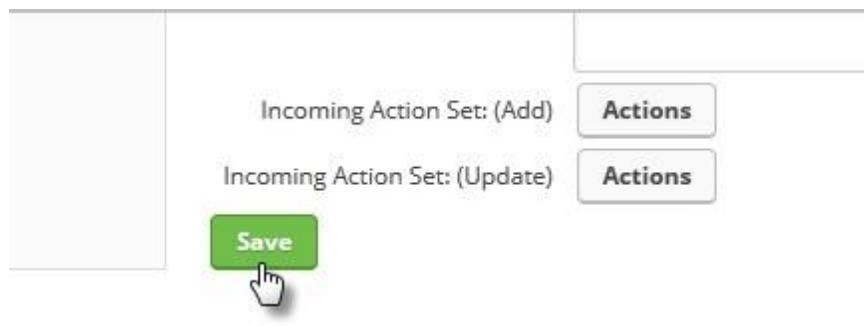 Incoming Action Set: (Add) Actions
Incoming Action Set: (Update) Actions
Save